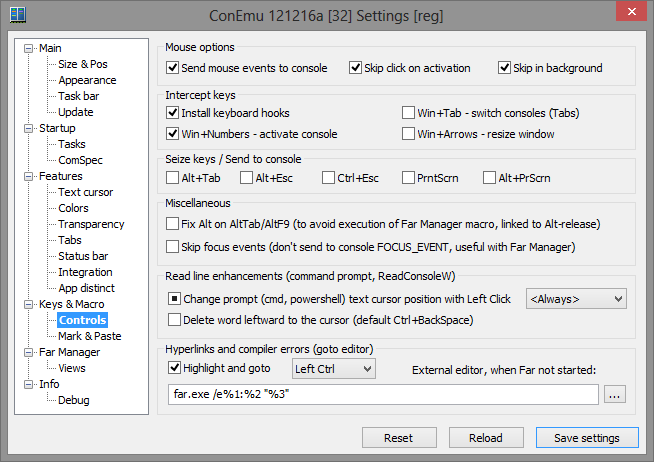 ConEmu 121216a [32] Settings [reg]
Main
Size & Pos
Appearance
Task bar
Update
Startup
Tasks
ComSpec
Features
Text cursor
Colors
Transparency
Tabs
Status bar
Integration
App distinct
Keys & Macro
Controls
Mark & Paste
Far Manager
Views
Info
Debug
Mouse options
Send mouse events to console Skip click on activation Skip in background
Intercept keys
Install keyboard hooks Win+Tab - switch consoles (Tabs)
Win+Numbers - activate console Win+Arrows - resize window
Seize keys / Send to console
Alt+Tab Alt+Esc Ctrl+Esc PrntScrn Alt+PrScrn
Miscellaneous
Fix Alt on AltTab/AltF9 (to avoid execution of Far Manager macro, linked to Alt-release)
Skip focus events (don't send to console FOCUS_EVENT, useful with Far Manager)
Read line enhancements (command prompt, ReadConsoleW)
Change prompt (cmd, powershell) text cursor position with Left Click <Always>
Delete word leftward to the cursor (default Ctrl+BackSpace)
Hyperlinks and compiler errors (goto editor)
Highlight and goto Left Ctrl External editor, when Far not started:
far.exe /e%1:%2 "%3" ...
Reset Reload Save settings